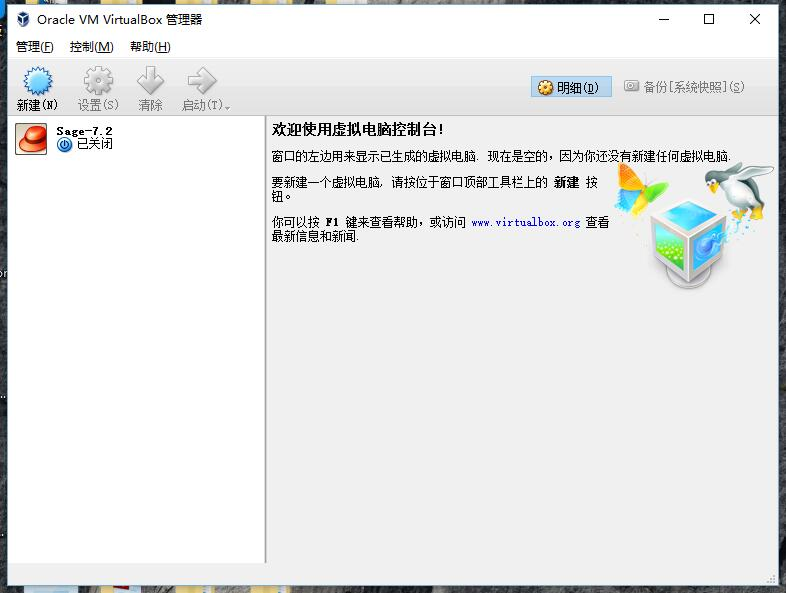 Oracle VM VirtualBox 管理器
管理(F) 控制(M) 帮助(H)
新建(N) 设置(S) 清除 启动(T)
明细(D) 备份[系统快照](S)
Sage-7.2
已关闭
欢迎使用虚拟电脑控制台!
窗口的左边用来显示已生成的虚拟电脑. 现在是空的, 因为你还没有新建任何虚拟电脑.
要新建一个虚拟电脑, 请按位于窗口顶部工具栏上的 新建 按
钮。
你可以按 F1 键来查看帮助, 或访问 www.virtualbox.org 查看
最新信息和新闻.